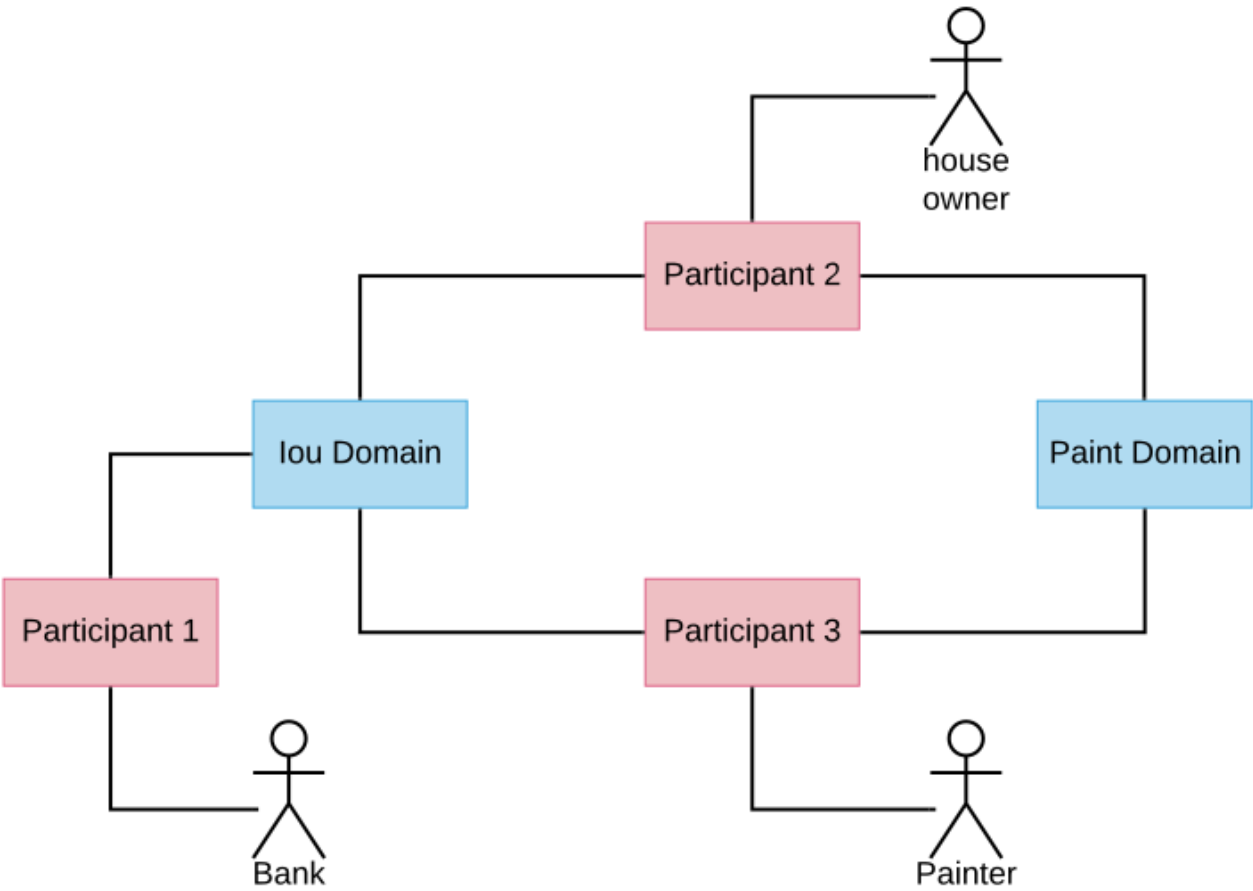 house
owner
Participant 2
Iou Domain
Paint Domain
Participant 1
Participant 3
Bank
Painter